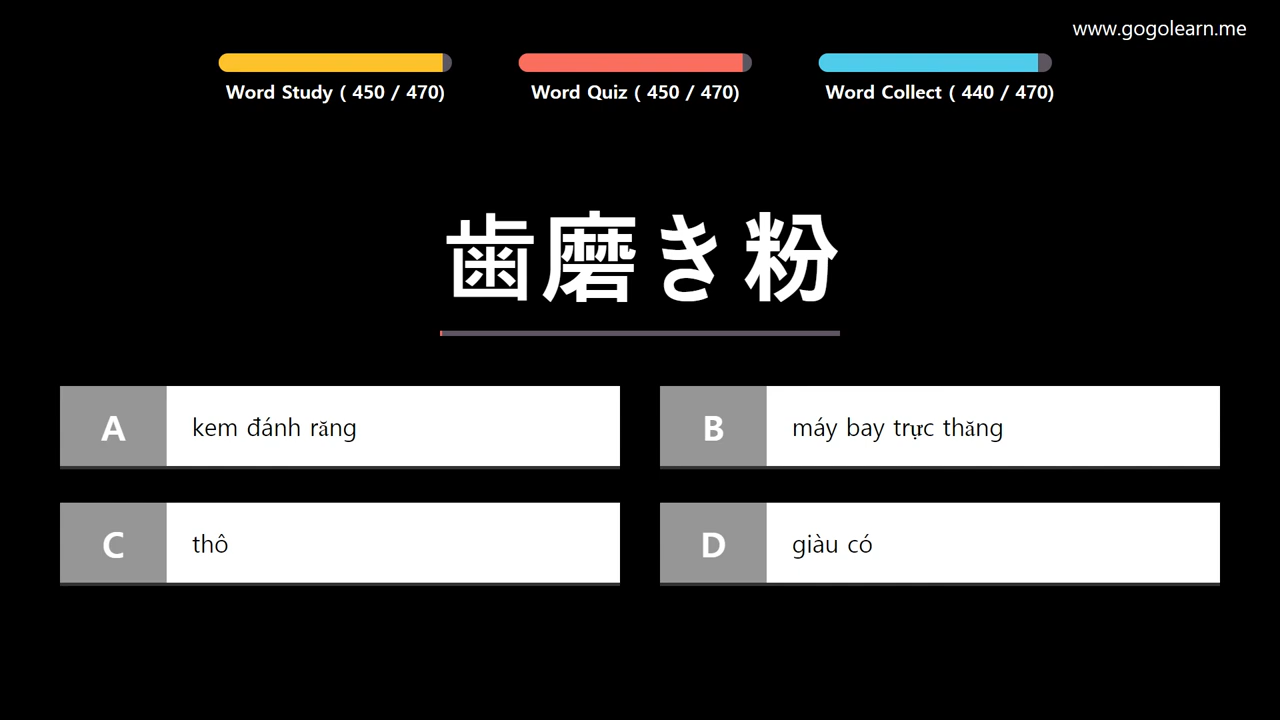 www.gogolearn.me
Word Study ( 450 / 470)
Word Quiz ( 450 / 470)
Word Collect ( 440 / 470)
歯磨き粉
A kem đánh răng
B máy bay trực thăng
C thô
D giàu có